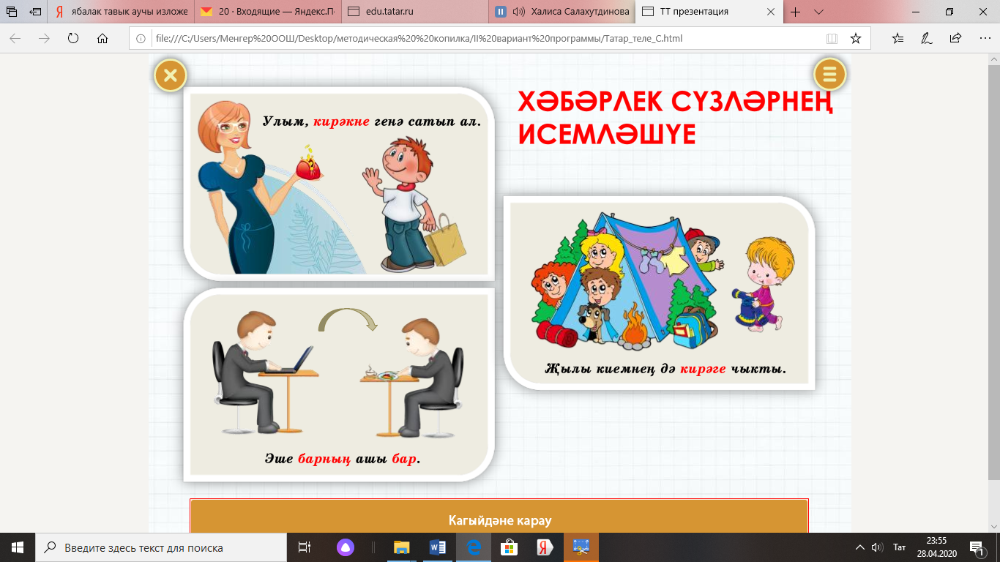 ябалак тавык аучы изложе
20 · Входящие — Яндекс.П
edu.tatar.ru
Халиса Салахутдинова
ТТ презентация
file:///C:/Users/Менгер%20ООШ/Desktop/методическая%20%20копилка/II%20вариант%20программы/Татар_теле_С.html
ХӘБӘРЛЕК СҮЗЛӘРНЕҢ
ИСЕМЛӘШҮЕ
Улым, кирәкне генә сатып ал.
Җылы киемнең дә кирәге чыкты.
Эше барның ашы бар.
Кагыйдәне карау
Введите здесь текст для поиска
Тат
23:55
28.04.2020
1